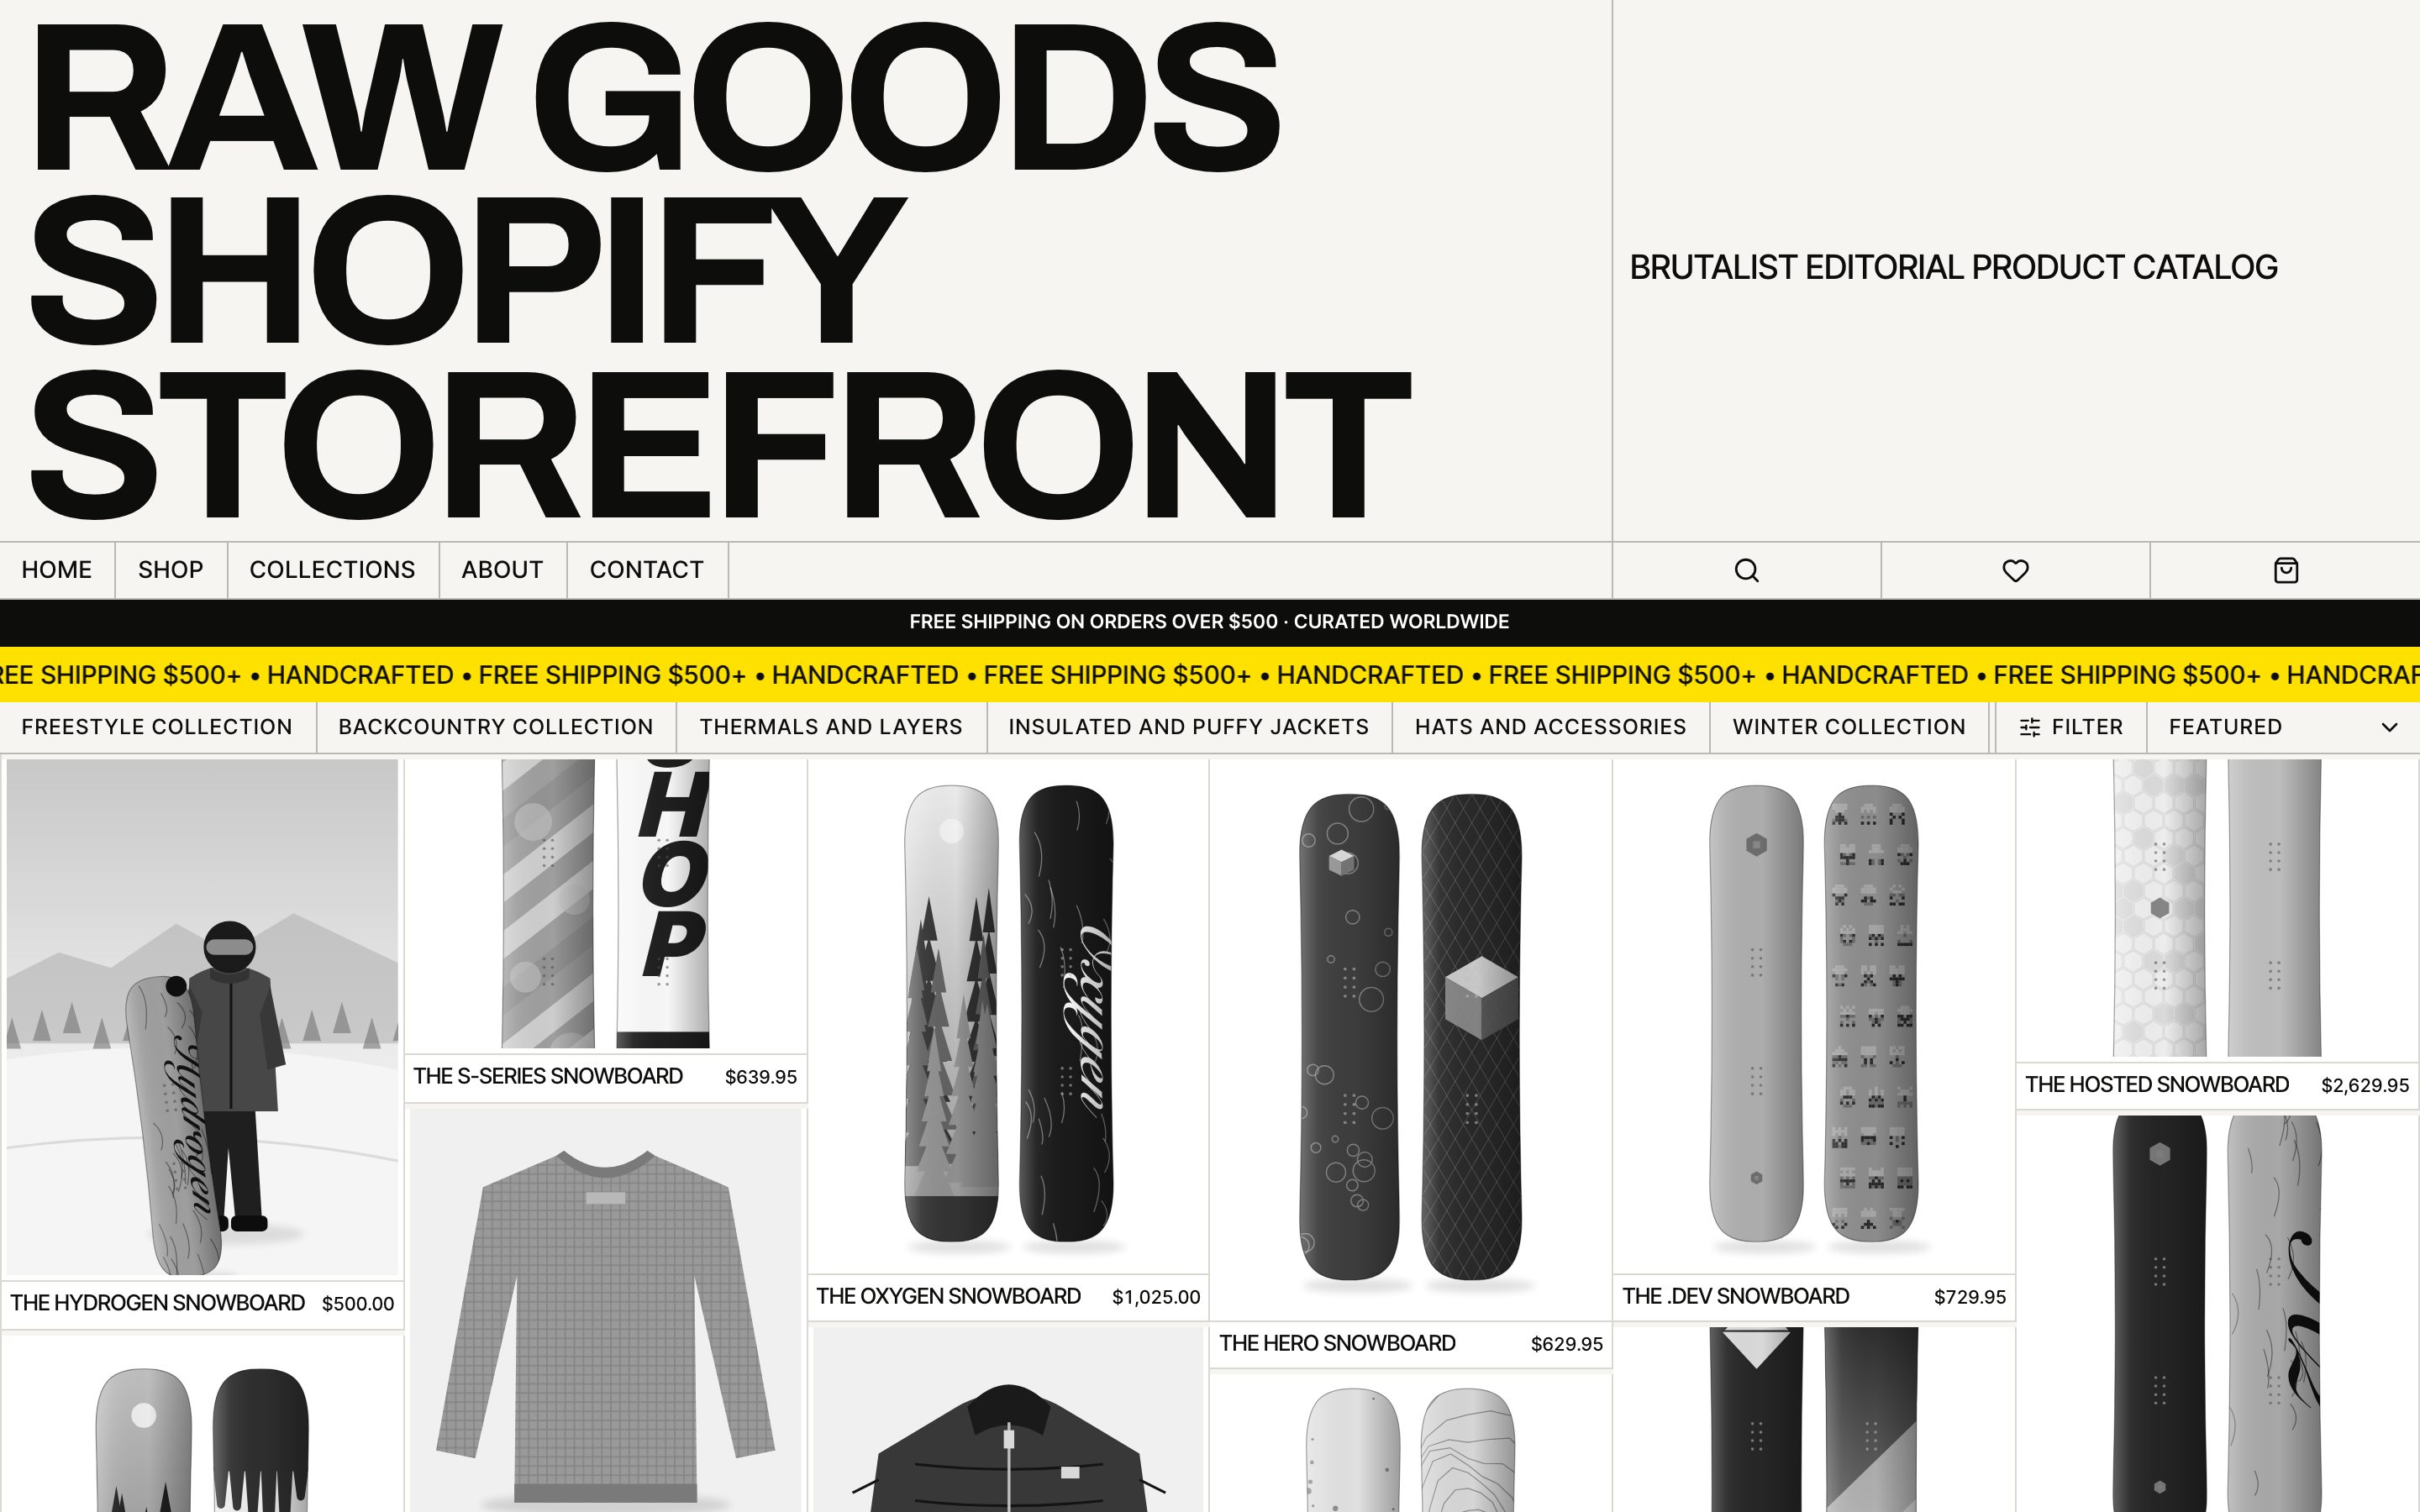 RAW GOODS
SHOPIFY
STOREFRONT
BRUTALIST EDITORIAL PRODUCT CATALOG
HOME
SHOP
COLLECTIONS
ABOUT
CONTACT
FREE SHIPPING ON ORDERS OVER $500 · CURATED WORLDWIDE
REE SHIPPING $500+ • HANDCRAFTED • FREE SHIPPING $500+ • HANDCRAFTED • FREE SHIPPING $500+ • HANDCRAFTED • FREE SHIPPING $500+ • HANDCRAFTED • FREE SHIPPING $500+ • HANDCRAF
FREESTYLE COLLECTION
BACKCOUNTRY COLLECTION
THERMALS AND LAYERS
INSULATED AND PUFFY JACKETS
HATS AND ACCESSORIES
WINTER COLLECTION
FILTER
FEATURED
Hydrogen
THE HYDROGEN SNOWBOARD $500.00
SHOP
THE S-SERIES SNOWBOARD $639.95
Oxygen
THE OXYGEN SNOWBOARD $1,025.00
THE HERO SNOWBOARD $629.95
THE .DEV SNOWBOARD $729.95
THE HOSTED SNOWBOARD $2,629.95